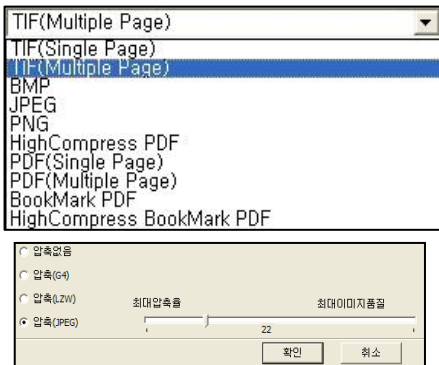 TIF(Multiple Page)
TIF(Single Page)
TIF(Multiple Page)
BMP
JPEG
PNG
HighCompress PDF
PDF(Single Page)
PDF(Multiple Page)
BookMark PDF
HighCompress BookMark PDF
압축없음
압축(G4)
압축(LZW) 최대압축율 최대이미지품질
압축(JPEG)
22
확인 취소